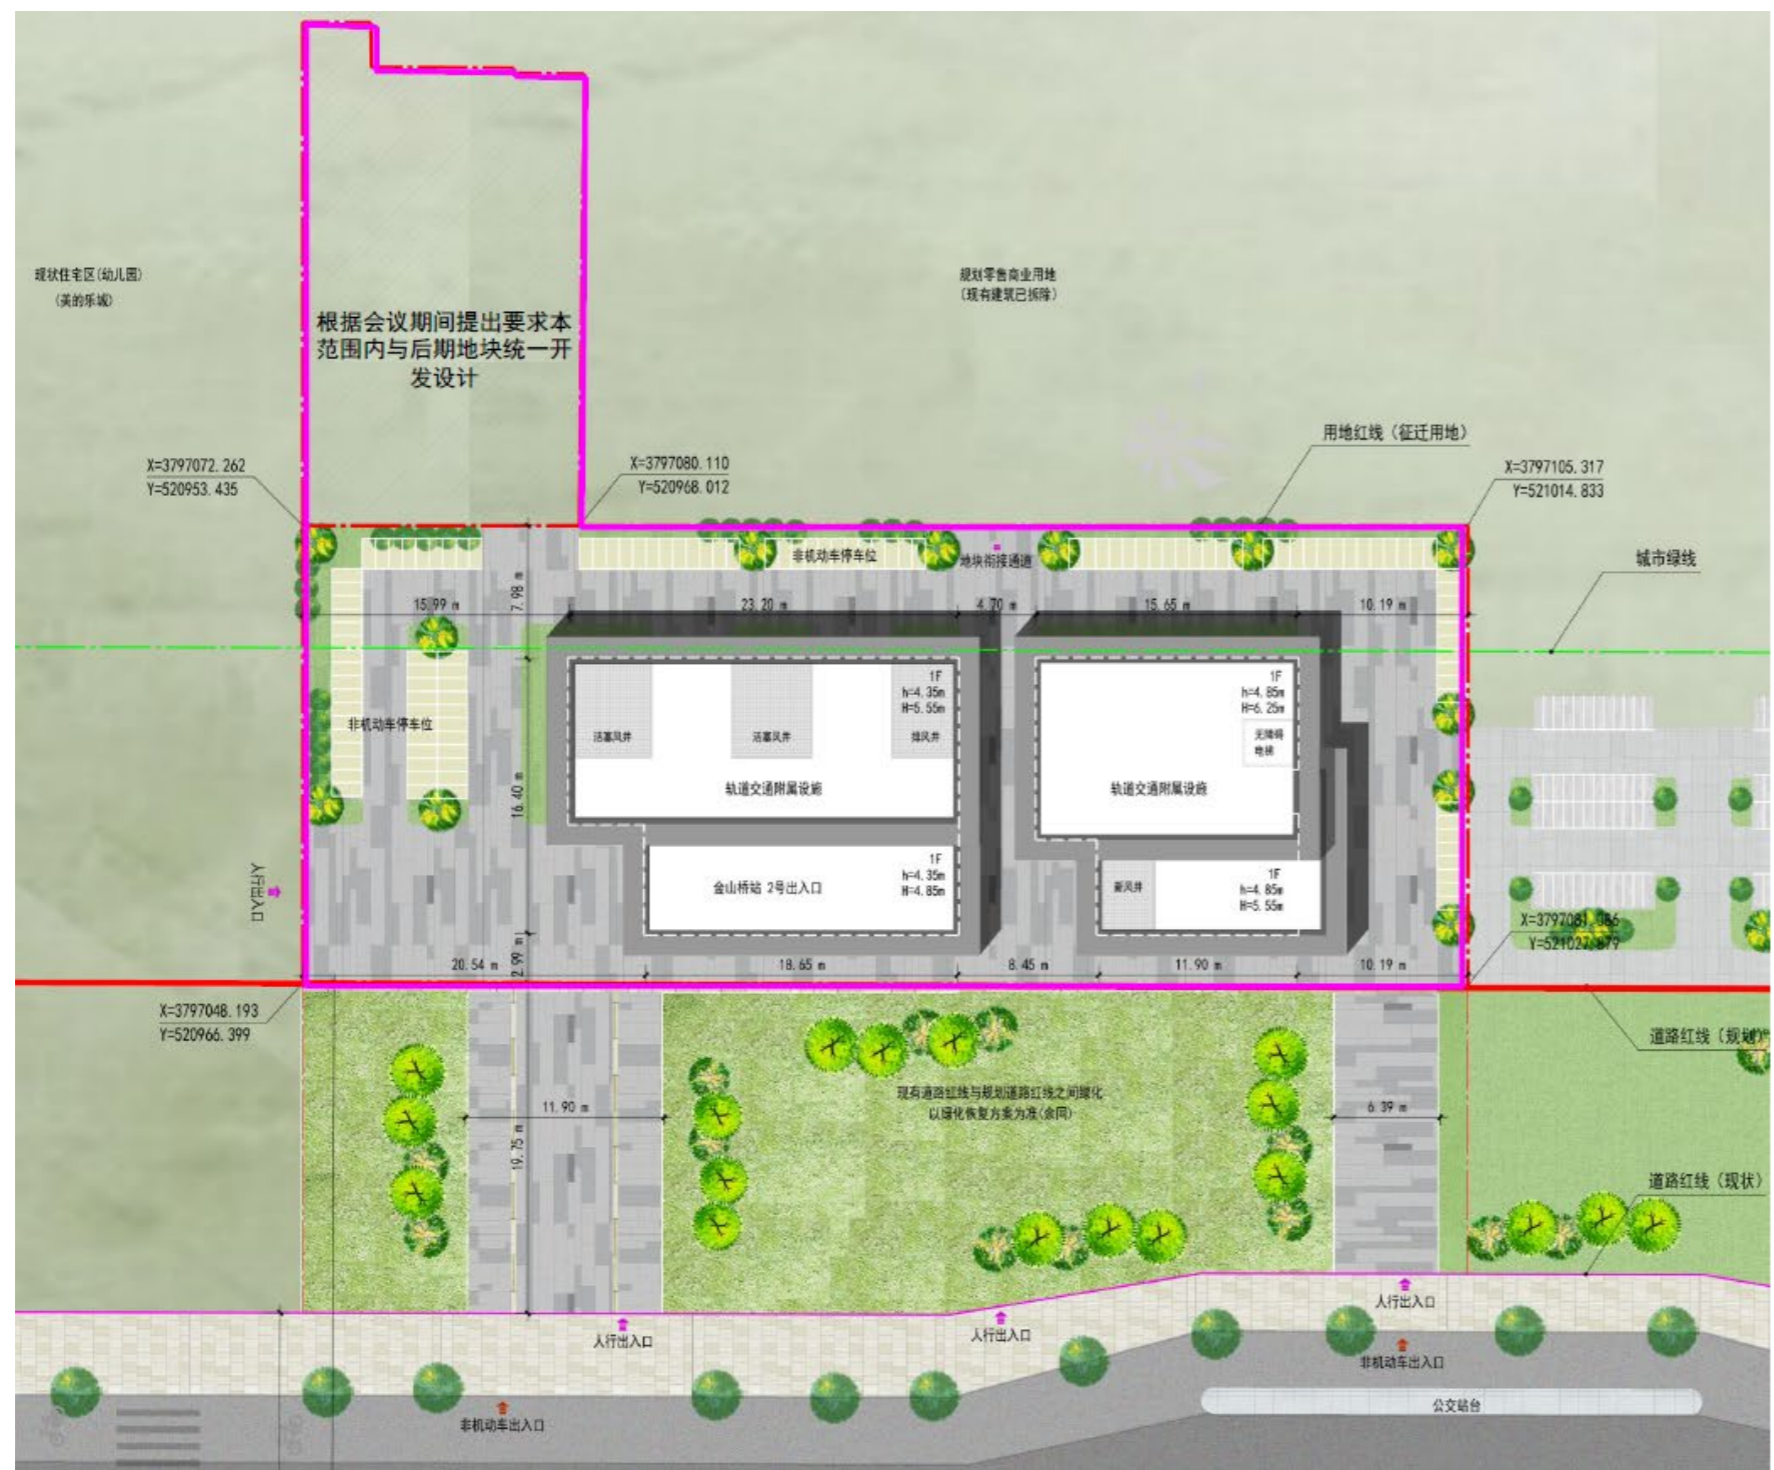 现状住宅区(幼儿园)
(美的乐城)
规划零售商业用地
(现有建筑已拆除)
根据会议期间提出要求本
范围内与后期地块统一开
发设计
用地红线（征迁用地）
X=3797072.262
Y=520953.435
X=3797080.110
Y=520968.012
X=3797105.317
Y=521014.833
城市绿线
非机动车停车位
地块衔接通道
7.98 m
15.99 m
23.20 m
4.70 m
15.65 m
10.19 m
非机动车停车位
16.40 m
1F
h=4.35m
H=5.55m
活塞风井
活塞风井
排风井
轨道交通附属设施
1F
h=4.85m
H=6.25m
无障碍
电梯
轨道交通附属设施
人行出入口
金山桥站 2号出入口
1F
h=4.35m
H=4.85m
新风井
1F
h=4.85m
H=5.55m
X=3797081.086
Y=521027.879
2.99 m
20.54 m
18.65 m
8.45 m
11.90 m
10.19 m
X=3797048.193
Y=520966.399
道路红线（规划）
现有道路红线与规划道路红线之间绿化
以绿化恢复方案为准(余同)
11.90 m
6.39 m
19.75 m
道路红线（现状）
人行出入口
人行出入口
人行出入口
非机动车出入口
非机动车出入口
公交站台